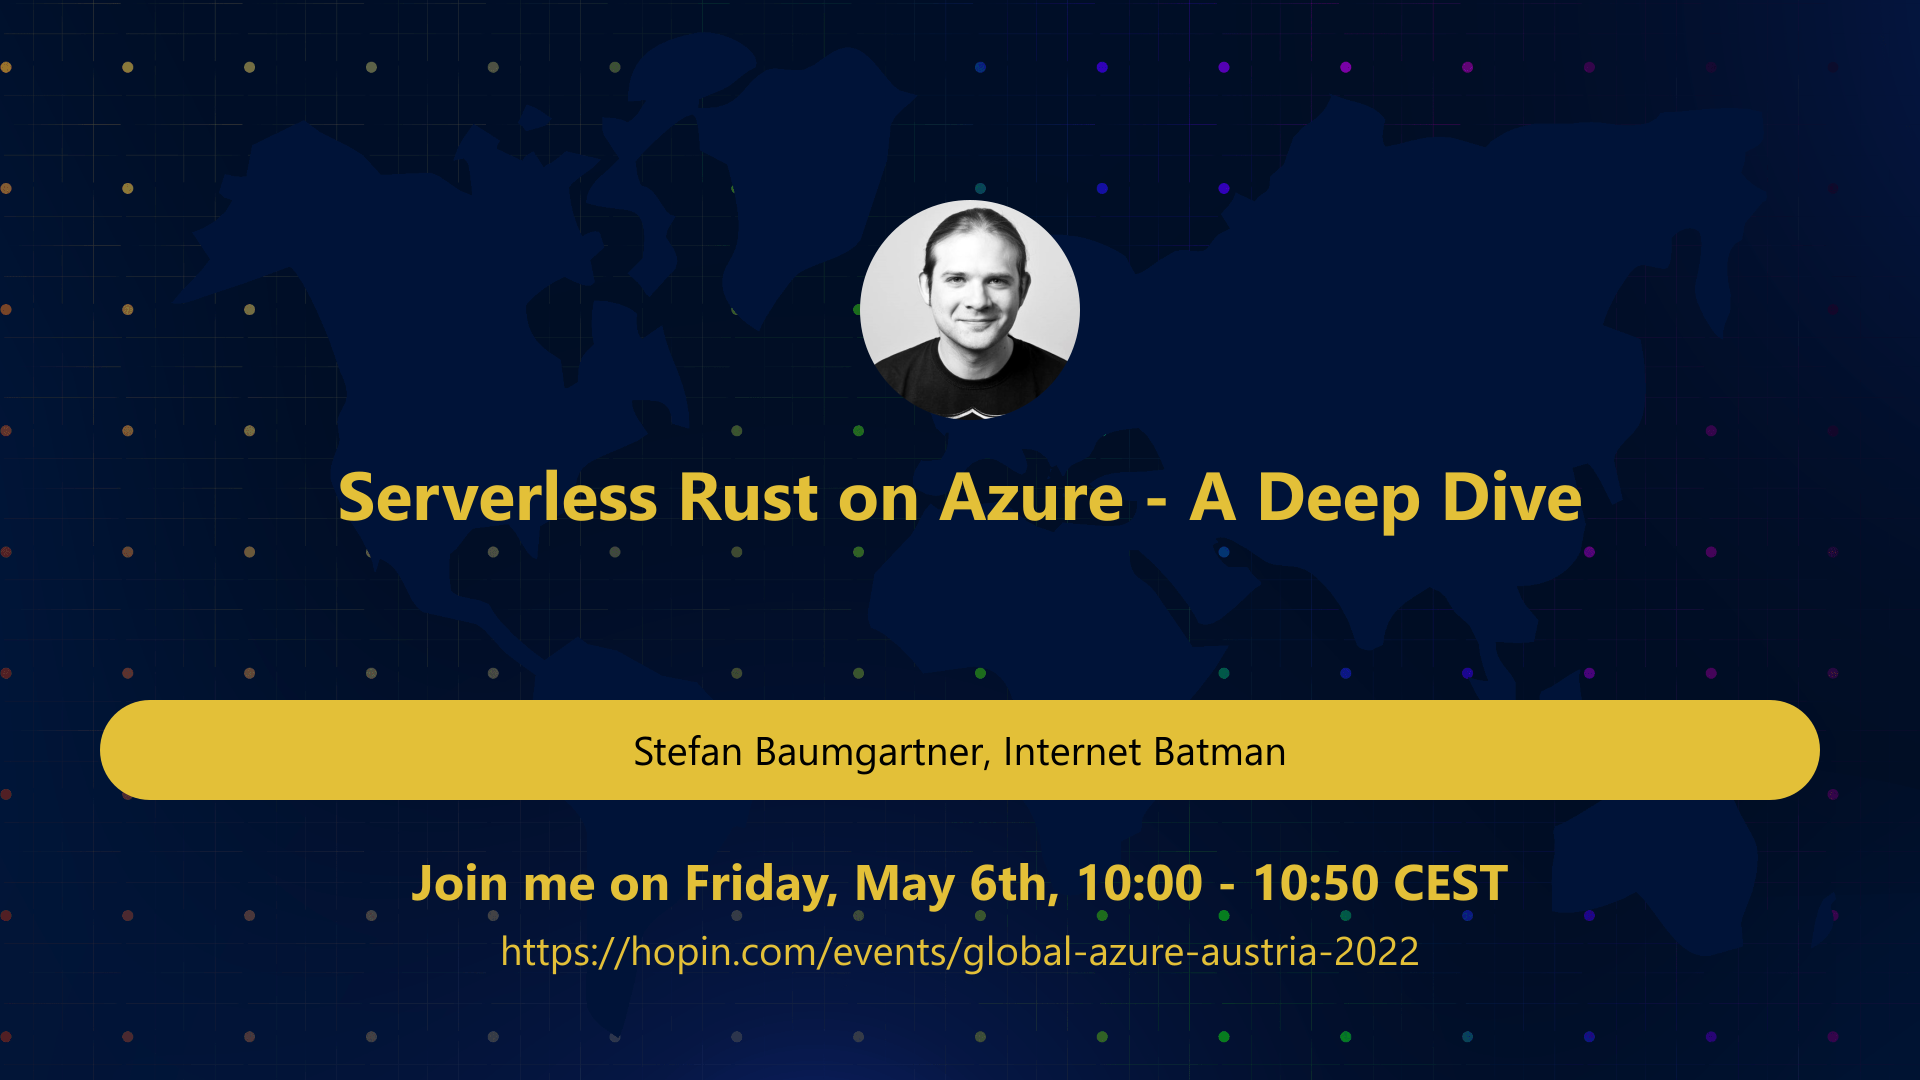 Serverless Rust on Azure - A Deep Dive
Stefan Baumgartner, Internet Batman
Join me on Friday, May 6th, 10:00 - 10:50 CEST
https://hopin.com/events/global-azure-austria-2022